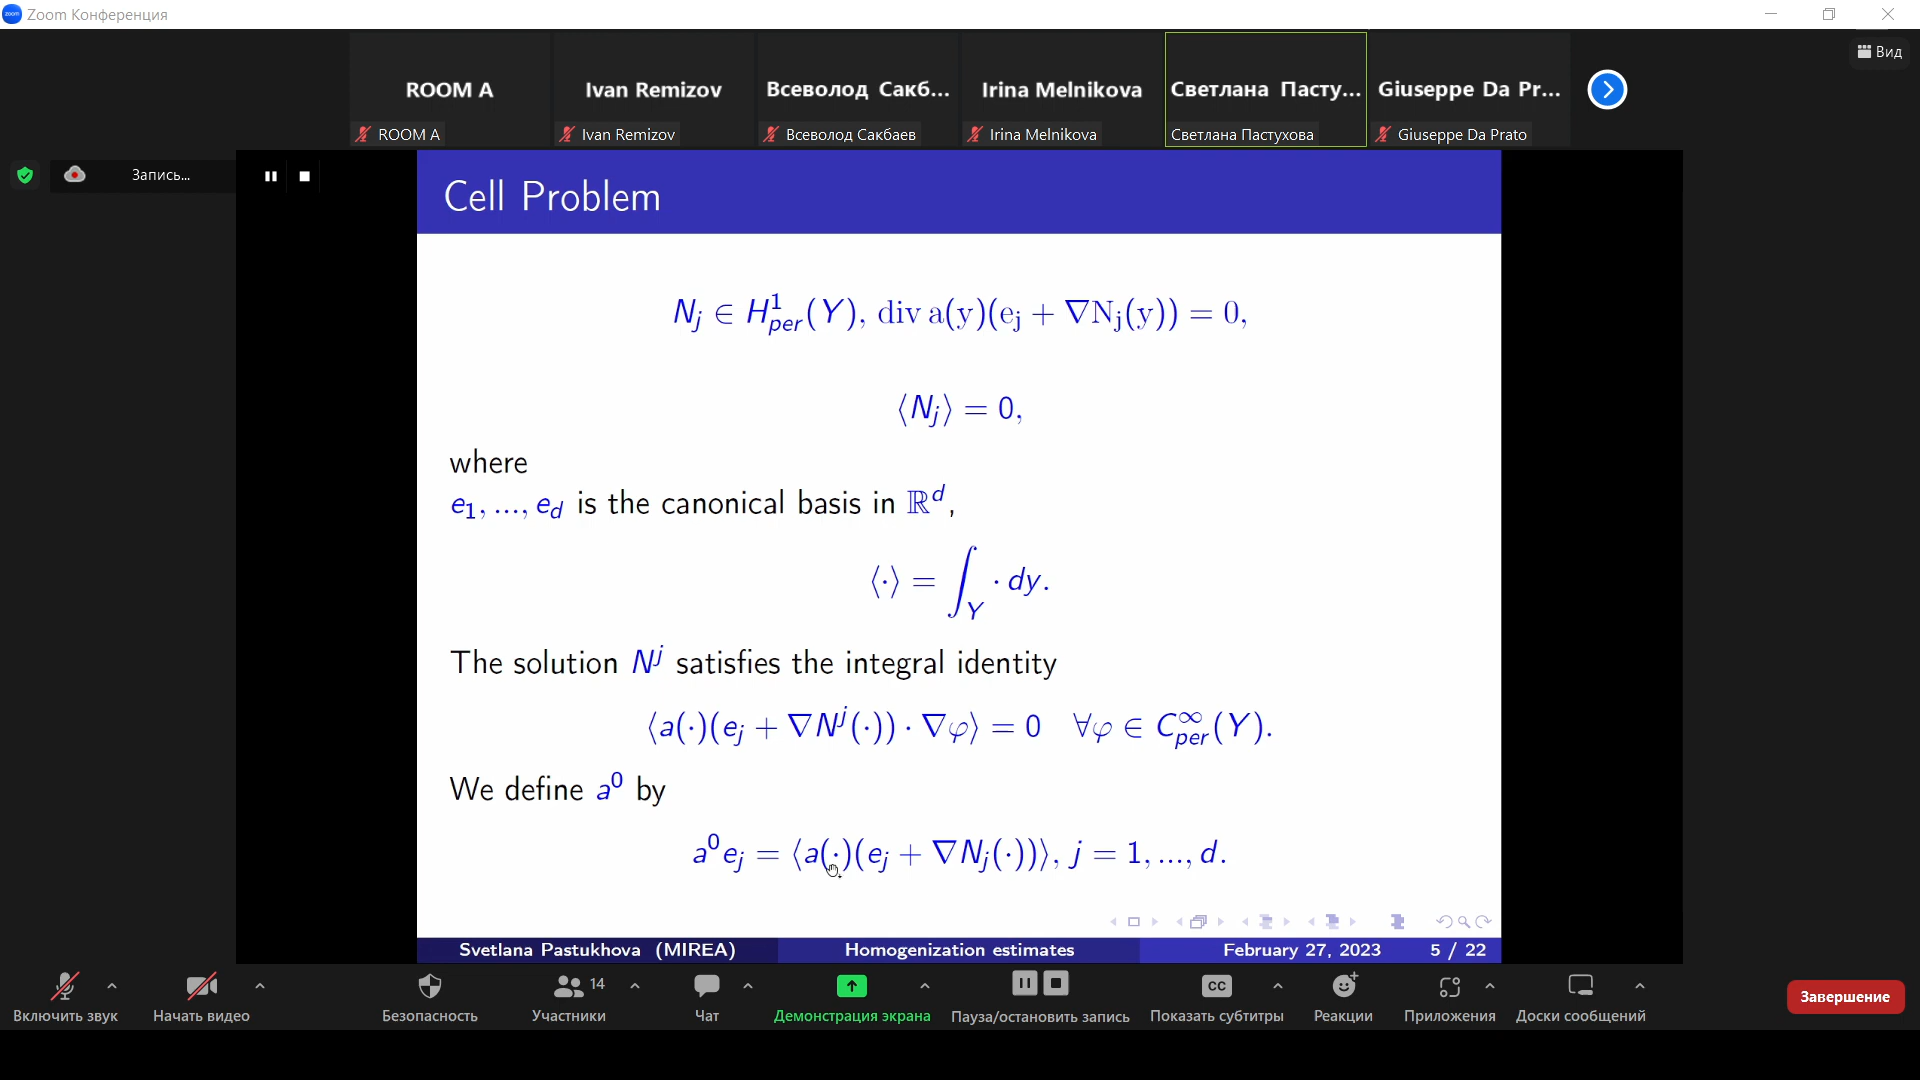 Zoom Конференция
Вид
ROOM A
Ivan Remizov
Всеволод Сакб...
Irina Melnikova
Светлана Пасту...
Giuseppe Da Pr...
ROOM A
Ivan Remizov
Всеволод Сакбаев
Irina Melnikova
Светлана Пастухова
Giuseppe Da Prato
Запись...
Cell Problem
N_j ∈ H^1_{per}(Y), div a(y)(e_j + ∇N_j(y)) = 0,
⟨N_j⟩ = 0,
where
e_1, ..., e_d is the canonical basis in ℝ^d,
⟨·⟩ = ∫_Y · dy.
The solution N^j satisfies the integral identity
⟨a(·)(e_j + ∇N^j(·)) · ∇φ⟩ = 0 ∀φ ∈ C^∞_{per}(Y).
We define a^0 by
a^0 e_j = ⟨a(·)(e_j + ∇N_j(·))⟩, j = 1, ..., d.
Svetlana Pastukhova (MIREA) Homogenization estimates February 27, 2023 5 / 22
Включить звук
Начать видео
Безопасность
14
Участники
Чат
Демонстрация экрана
Пауза/остановить запись
CC
Показать субтитры
Реакции
Приложения
Доски сообщений
Завершение